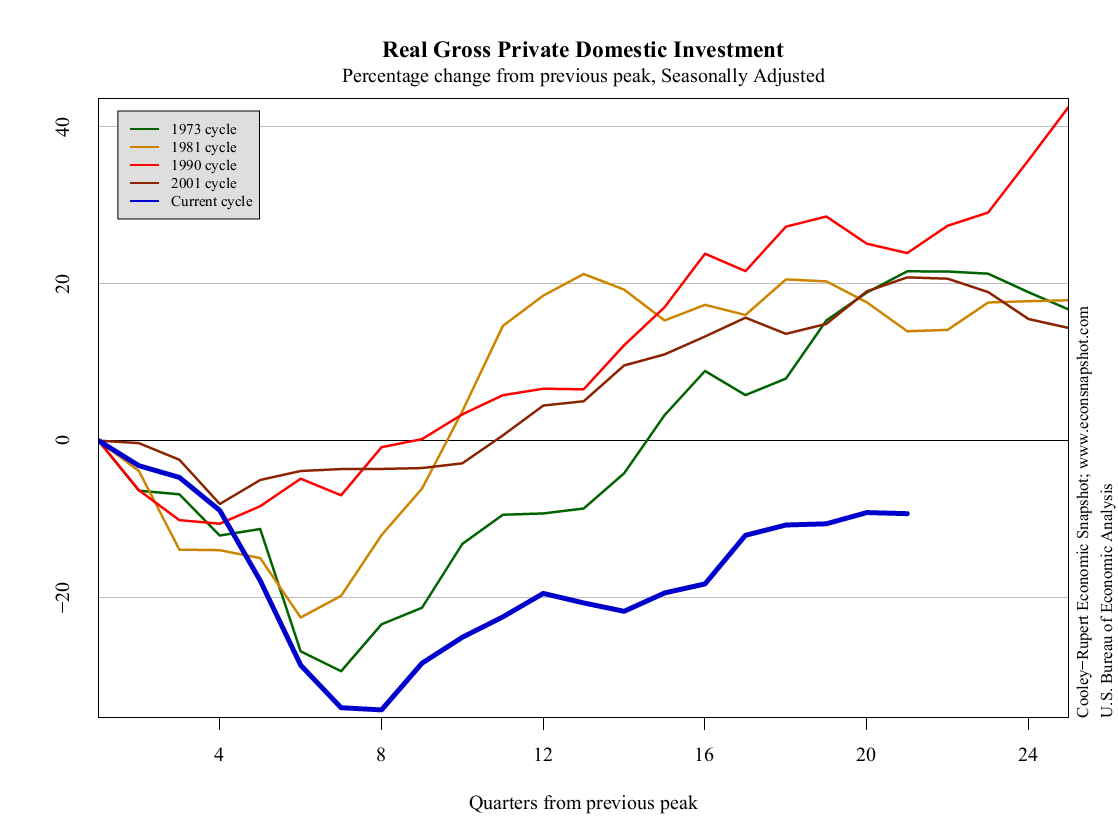 Real Gross Private Domestic Investment
Percentage change from previous peak, Seasonally Adjusted
1973 cycle
1981 cycle
1990 cycle
2001 cycle
Current cycle
40
20
0
−20
4
8
12
16
20
24
Quarters from previous peak
Cooley−Rupert Economic Snapshot; www.econsnapshot.com
U.S. Bureau of Economic Analysis